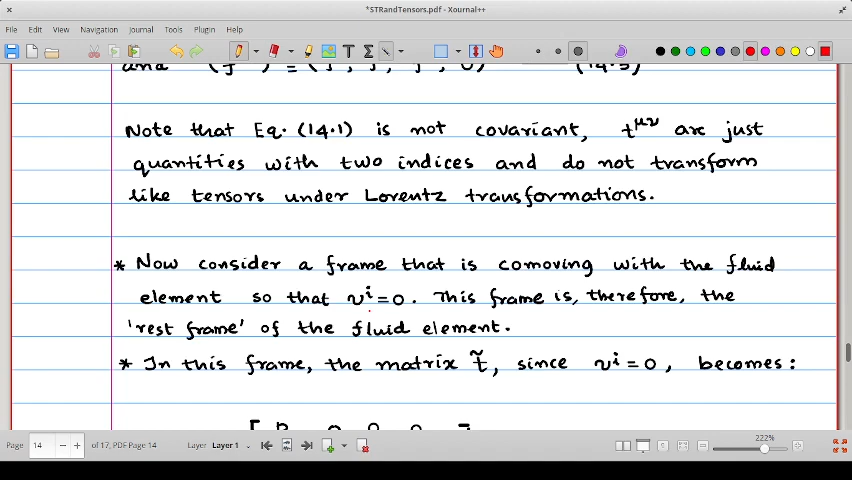 *STRandTensors.pdf - Xournal++
File Edit View Navigation Journal Tools Plugin Help
and (f ) ≡ (f , f , f , 0) (14.3)
Note that Eq. (14.1) is not covariant, t^μν are just
quantities with two indices and do not transform
like tensors under Lorentz transformations.
* Now consider a frame that is comoving with the fluid
element so that v^i = 0. This frame is, therefore, the
'rest frame' of the fluid element.
* In this frame, the matrix t̃, since v^i = 0, becomes:
Page 14 of 17, PDF Page 14 Layer Layer 1 222%